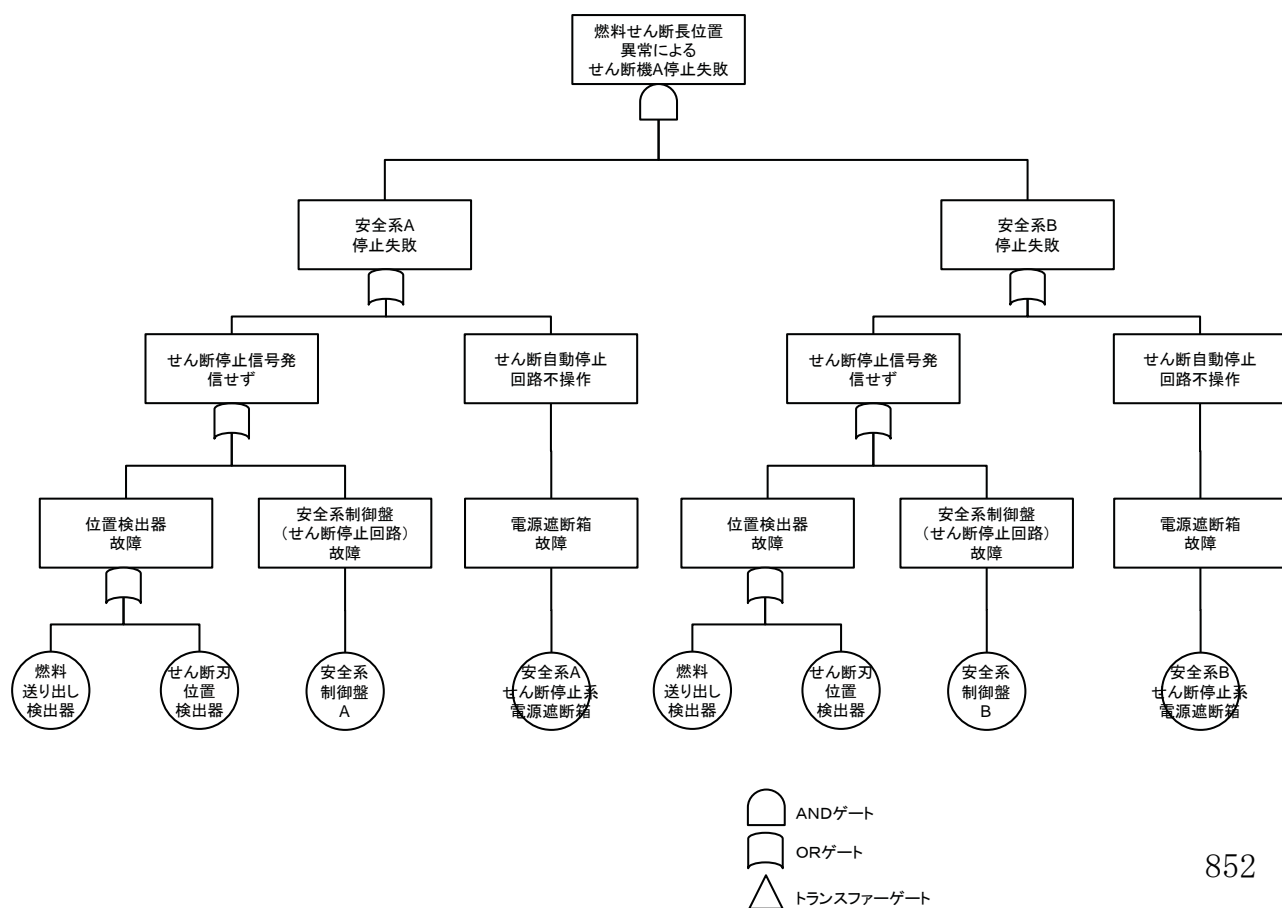 燃料せん断長位置
異常による
せん断機A停止失敗
安全系A
停止失敗
安全系B
停止失敗
せん断停止信号発
信せず
せん断自動停止
回路不操作
せん断停止信号発
信せず
せん断自動停止
回路不操作
位置検出器
故障
安全系制御盤
（せん断停止回路）
故障
電源遮断箱
故障
位置検出器
故障
安全系制御盤
（せん断停止回路）
故障
電源遮断箱
故障
燃料
送り出し
検出器
せん断刃
位置
検出器
安全系
制御盤
A
安全系A
せん断停止系
電源遮断箱
燃料
送り出し
検出器
せん断刃
位置
検出器
安全系
制御盤
B
安全系B
せん断停止系
電源遮断箱
ANDゲート
ORゲート
トランスファーゲート
852